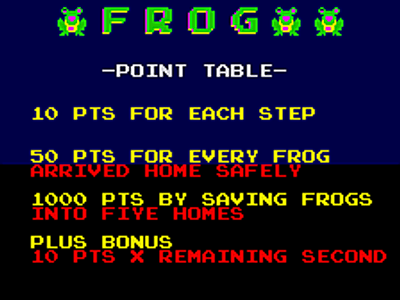 FROG
-POINT TABLE-
10 PTS FOR EACH STEP
50 PTS FOR EVERY FROG
ARRIVED HOME SAFELY
1000 PTS BY SAVING FROGS
INTO FIVE HOMES
PLUS BONUS
10 PTS X REMAINING SECOND